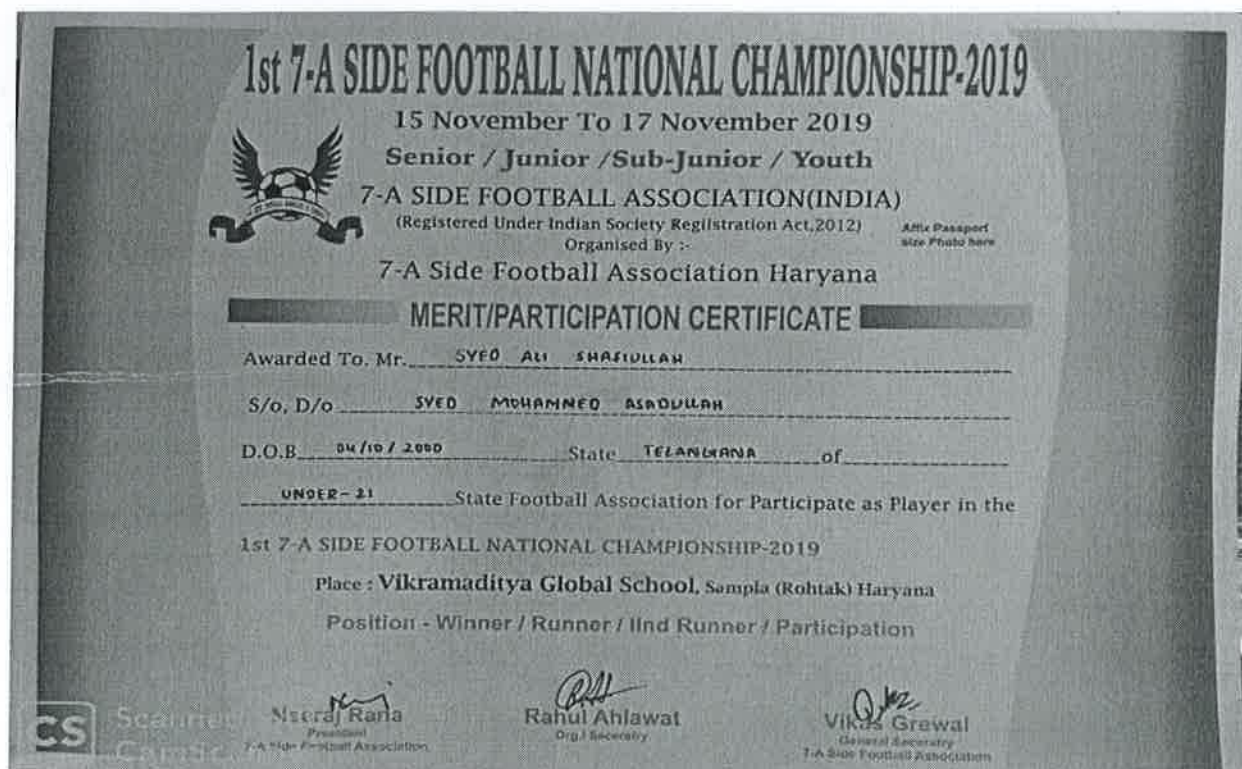 1st 7-A SIDE FOOTBALL NATIONAL CHAMPIONSHIP-2019
15 November To 17 November 2019
Senior / Junior /Sub-Junior / Youth
7-A SIDE FOOTBALL ASSOCIATION(INDIA)
(Registered Under Indian Society Regiistration Act,2012)
Affix Passport
size Photo here
Organised By :-
7-A Side Football Association Haryana
MERIT/PARTICIPATION CERTIFICATE
Awarded To. Mr. SYED ALI SHAFIULLAH
S/o, D/o SYED MOHAMMED ASADULLAH
D.O.B 04/10/2000 State TELANGANA of
UNDER-21 State Football Association for Participate as Player in the
1st 7-A SIDE FOOTBALL NATIONAL CHAMPIONSHIP-2019
Place : Vikramaditya Global School, Sampla (Rohtak) Haryana
Position - Winner / Runner / IInd Runner / Participation
Neeraj Rana
President
7-A Side Football Association
Rahul Ahlawat
Org./ Seceratry
Vikas Grewal
General Seceratry
7-A Side Football Association
CS